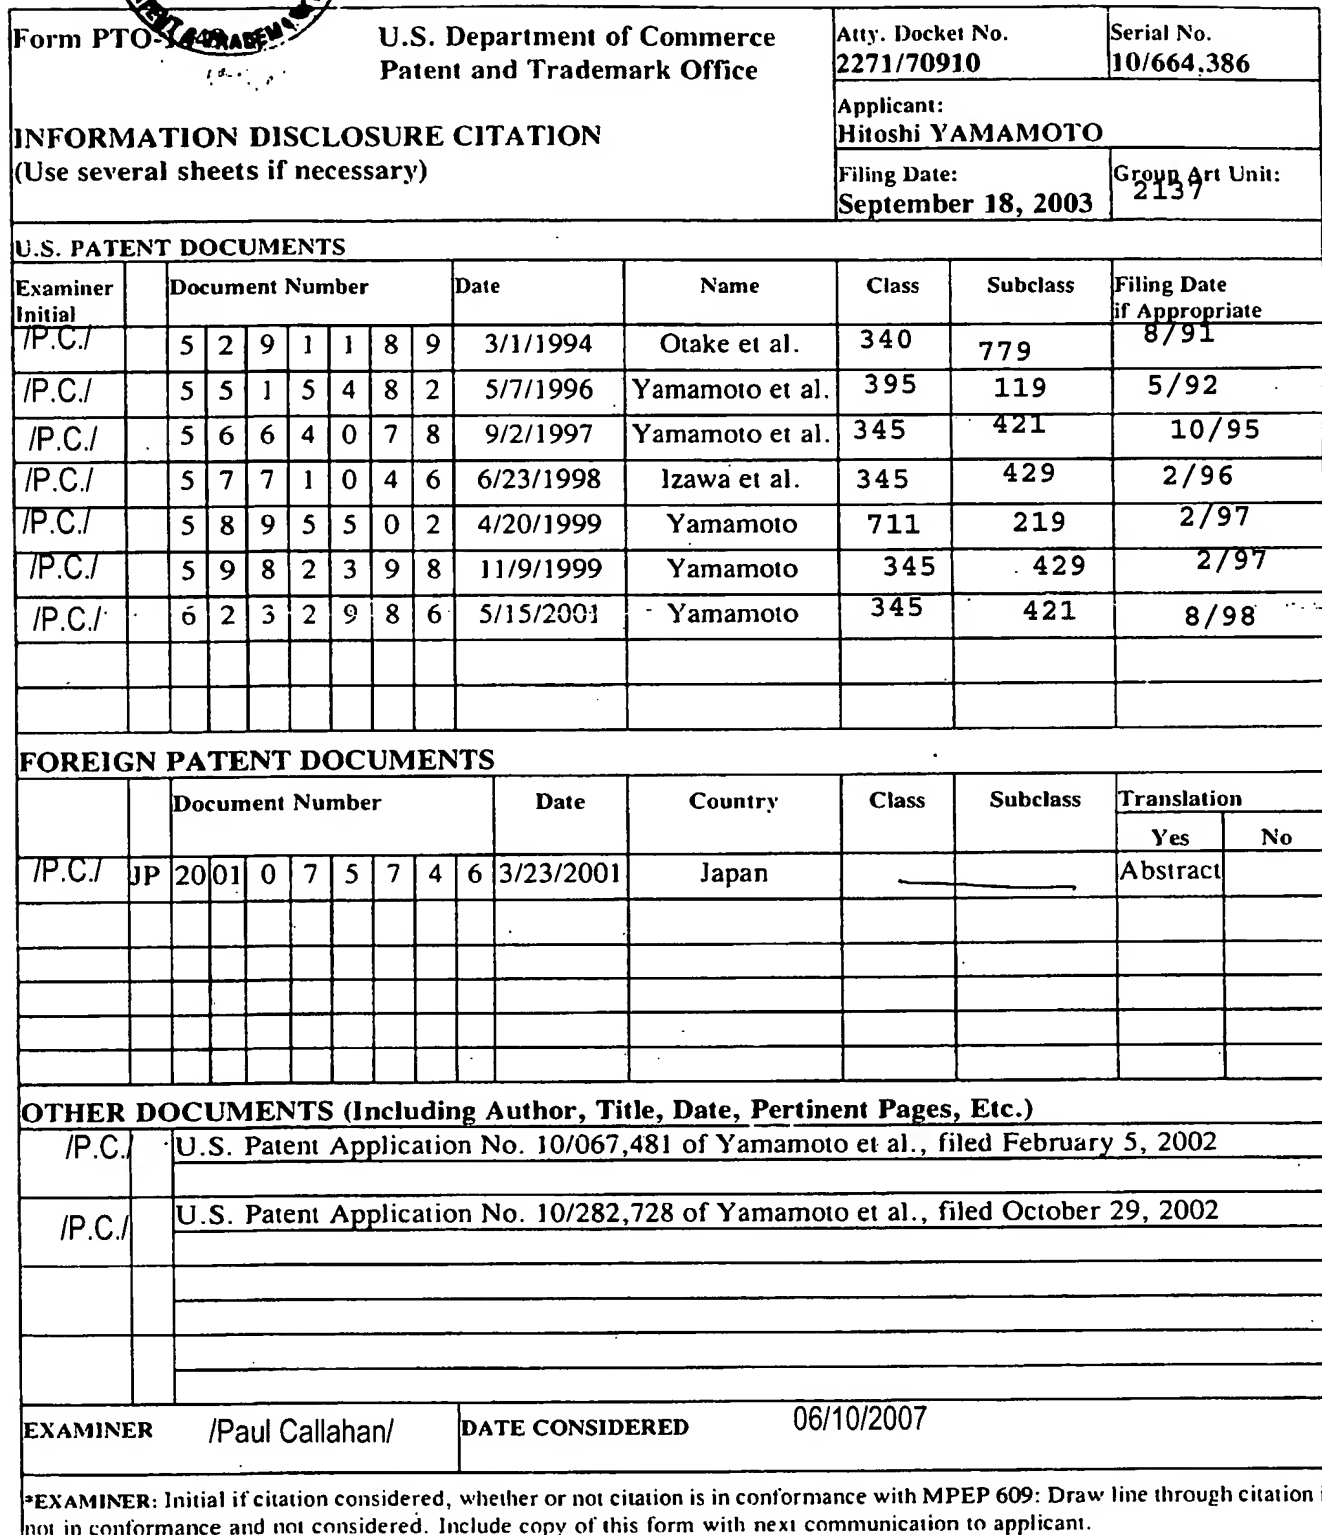 Form PTO-
U.S. Department of Commerce
Patent and Trademark Office
Atty. Docket No.
2271/70910
Serial No.
10/664,386
INFORMATION DISCLOSURE CITATION
(Use several sheets if necessary)
Applicant:
Hitoshi YAMAMOTO
Filing Date:
September 18, 2003
Group Art Unit:
2137
U.S. PATENT DOCUMENTS
Examiner Initial Document Number Date Name Class Subclass Filing Date if Appropriate
/P.C./ 5 2 9 1 1 8 9 3/1/1994 Otake et al. 340 779 8/91
/P.C./ 5 5 1 5 4 8 2 5/7/1996 Yamamoto et al. 395 119 5/92
/P.C./ 5 6 6 4 0 7 8 9/2/1997 Yamamoto et al. 345 421 10/95
/P.C./ 5 7 7 1 0 4 6 6/23/1998 Izawa et al. 345 429 2/96
/P.C./ 5 8 9 5 5 0 2 4/20/1999 Yamamoto 711 219 2/97
/P.C./ 5 9 8 2 3 9 8 11/9/1999 Yamamoto 345 429 2/97
/P.C./ 6 2 3 2 9 8 6 5/15/2001 Yamamoto 345 421 8/98
FOREIGN PATENT DOCUMENTS
Document Number Date Country Class Subclass Translation
Yes No
/P.C./ JP 20 01 0 7 5 7 4 6 3/23/2001 Japan Abstract
OTHER DOCUMENTS (Including Author, Title, Date, Pertinent Pages, Etc.)
/P.C./ U.S. Patent Application No. 10/067,481 of Yamamoto et al., filed February 5, 2002
/P.C./ U.S. Patent Application No. 10/282,728 of Yamamoto et al., filed October 29, 2002
EXAMINER /Paul Callahan/ DATE CONSIDERED 06/10/2007
*EXAMINER: Initial if citation considered, whether or not citation is in conformance with MPEP 609: Draw line through citation
not in conformance and not considered. Include copy of this form with next communication to applicant.